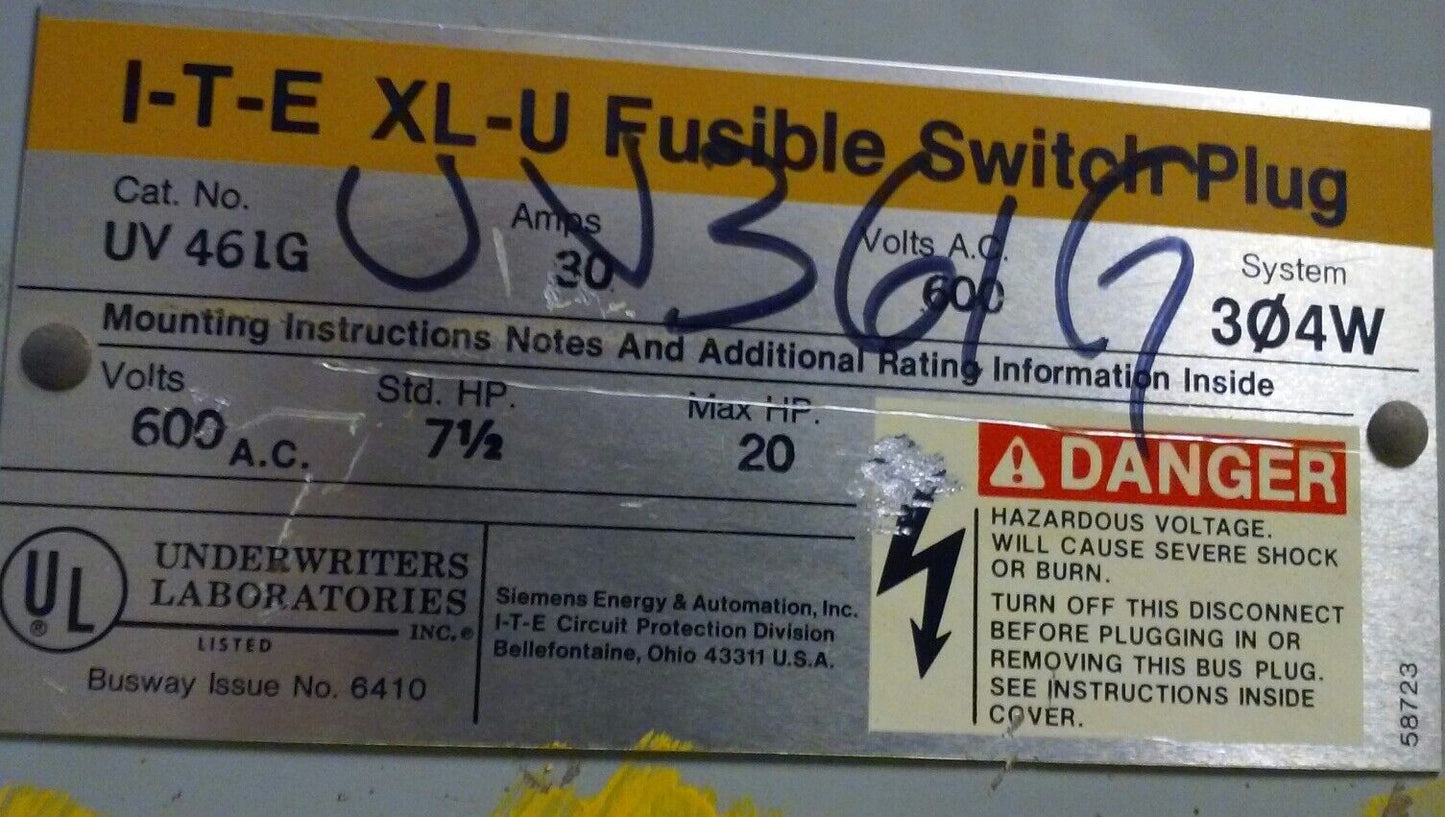 I-T-E XL-U Fusible Switch Plug
UV361G
Cat. No.
UV 461G
Amps
30
Volts A.C.
600
System
3Ø4W
Mounting Instructions Notes And Additional Rating Information Inside
Volts
600 A.C.
Std. HP.
7½
Max HP.
20
UL
®
UNDERWRITERS
LABORATORIES
INC.®
LISTED
Busway Issue No. 6410
Siemens Energy & Automation, Inc.
I-T-E Circuit Protection Division
Bellefontaine, Ohio 43311 U.S.A.
DANGER
HAZARDOUS VOLTAGE.
WILL CAUSE SEVERE SHOCK
OR BURN.
TURN OFF THIS DISCONNECT
BEFORE PLUGGING IN OR
REMOVING THIS BUS PLUG.
SEE INSTRUCTIONS INSIDE
COVER.
58723